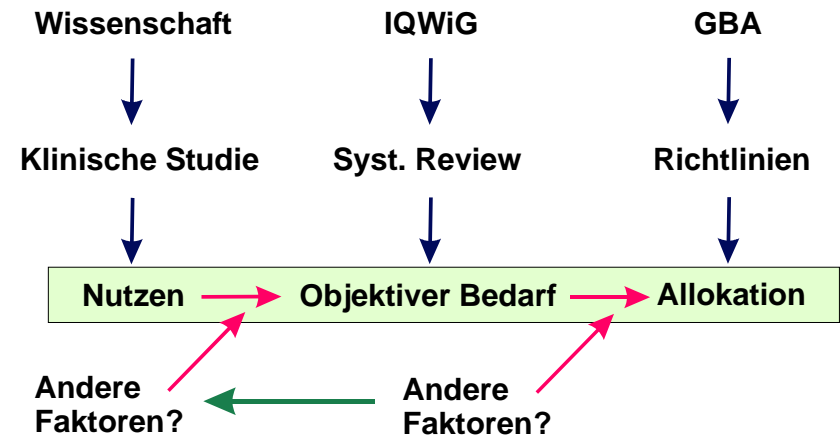 Wissenschaft IQWiG GBA
Klinische Studie Syst. Review Richtlinien
Nutzen Objektiver Bedarf Allokation
Andere
Faktoren?
Andere
Faktoren?